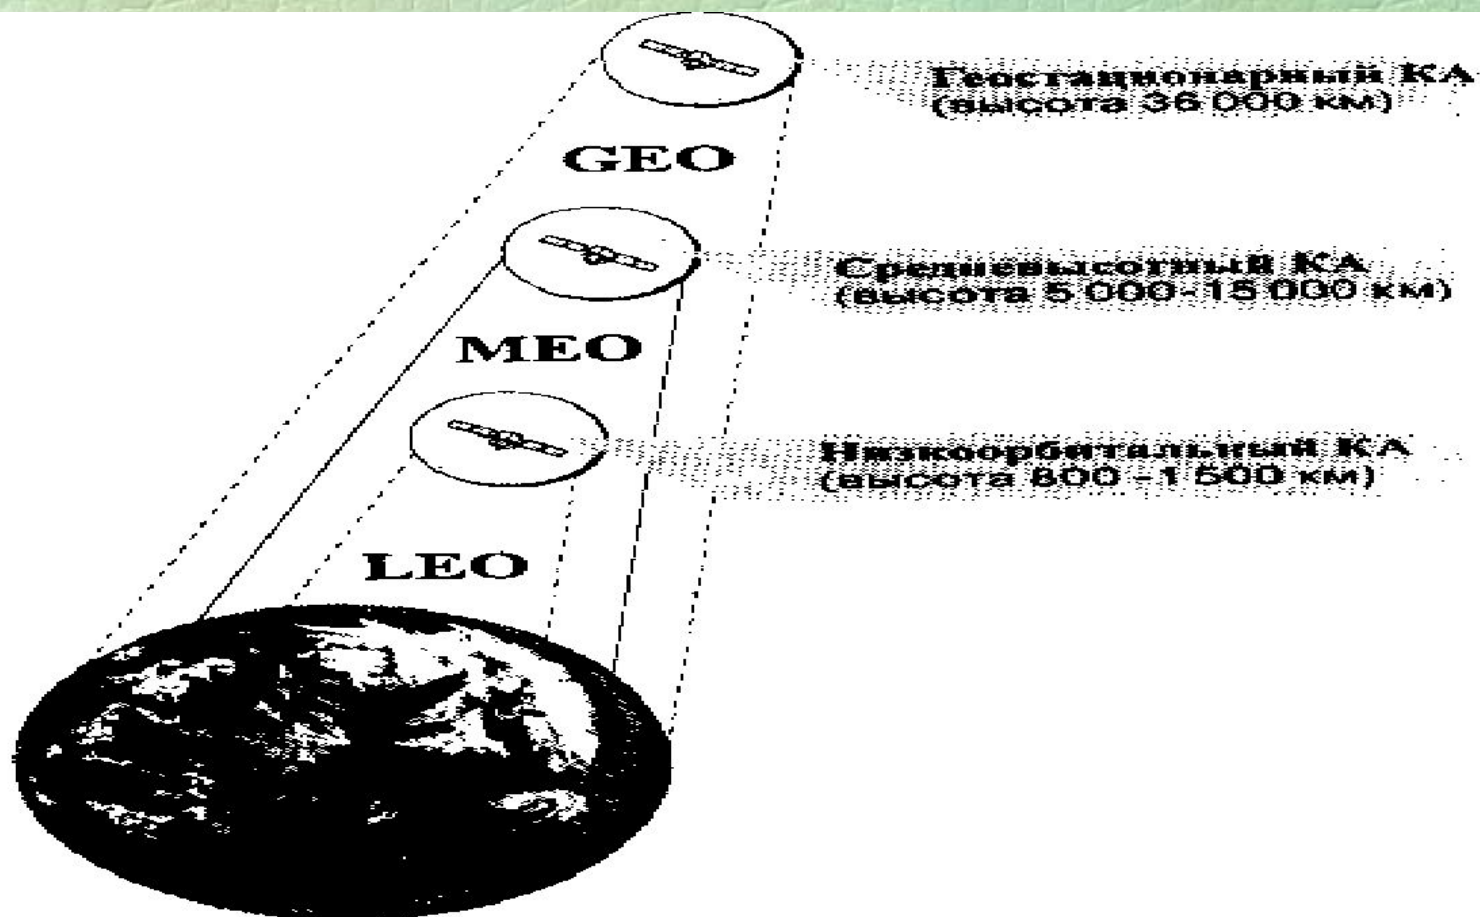 Геостационарный КА
(высота 36 000 км)
GEO
Средневысотный КА
(высота 5 000-15 000 км)
MEO
Низкоорбитальный КА
(высота 800 -1 500 км)
LEO